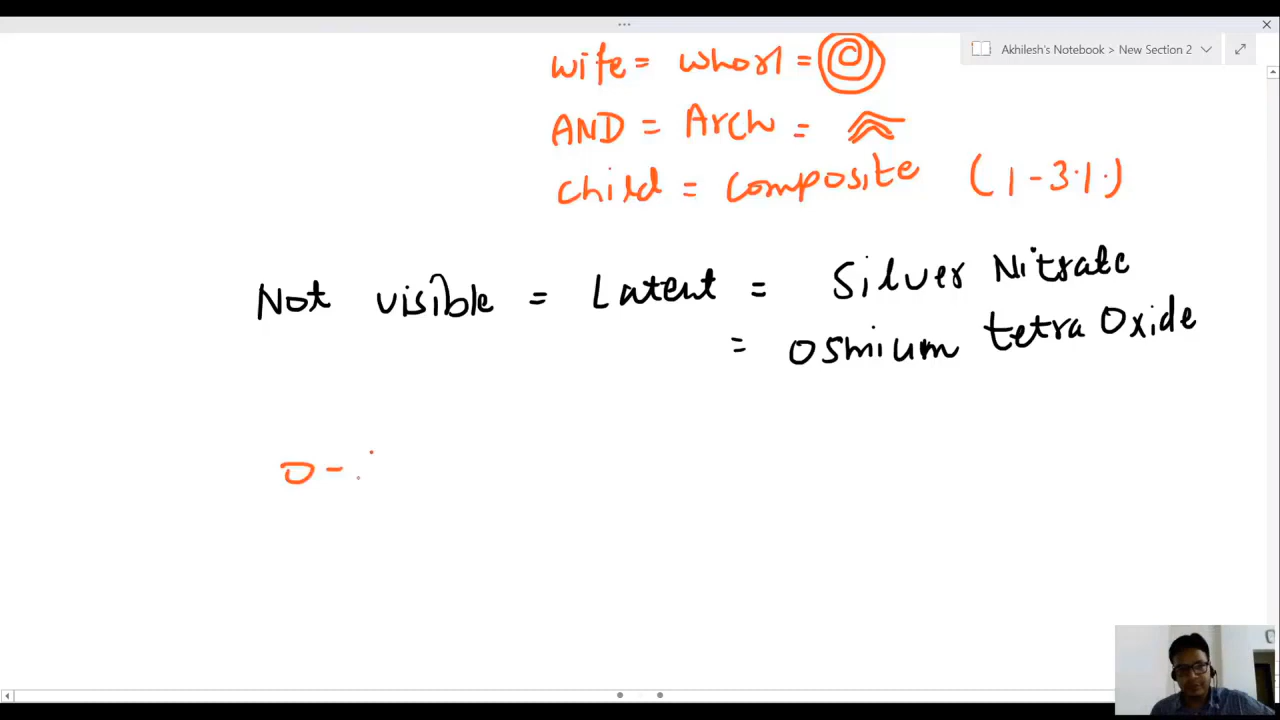 Akhilesh's Notebook > New Section 2
wife = whorl =
AND = Arch =
child = composite (1-3%)
Not visible = Latent = Silver Nitrate
= Osmium tetra Oxide
0 -